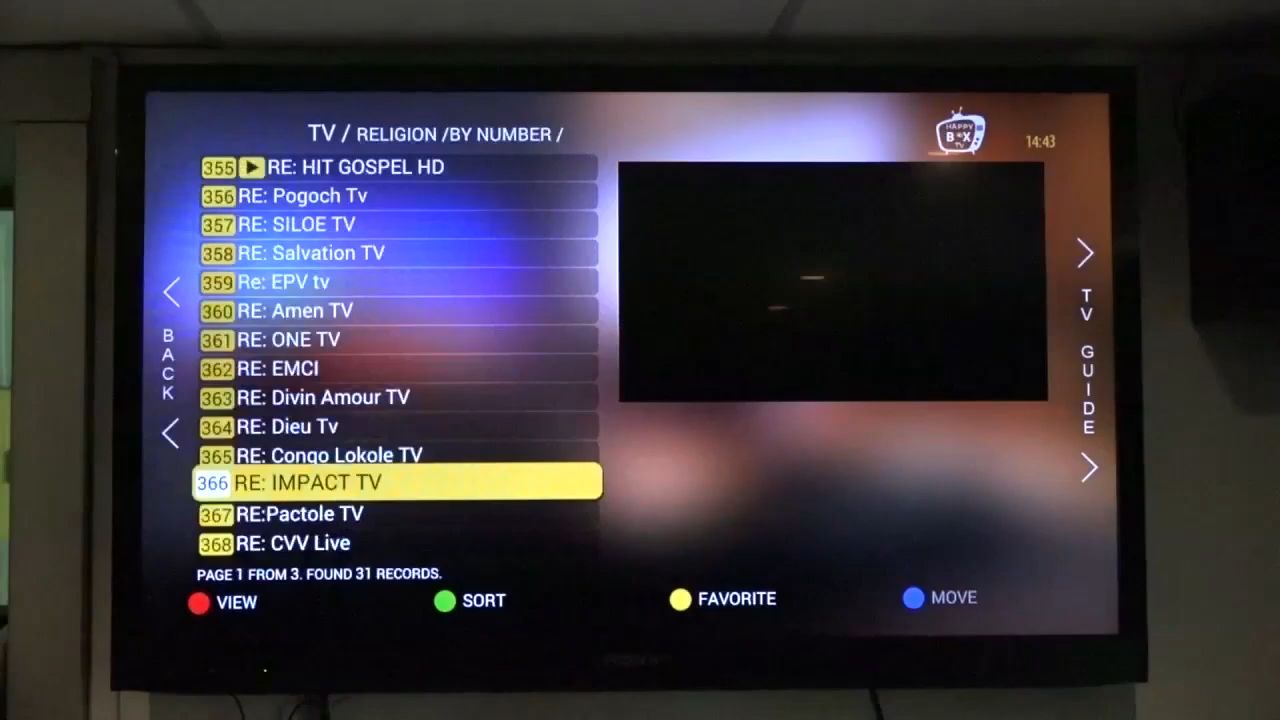 TV / RELIGION /BY NUMBER /
HAPPY
BOX
TV
14:43
355 RE: HIT GOSPEL HD
356 RE: Pogoch Tv
357 RE: SILOE TV
358 RE: Salvation TV
359 Re: EPV tv
360 RE: Amen TV
361 RE: ONE TV
362 RE: EMCI
363 RE: Divin Amour TV
364 RE: Dieu Tv
365 RE: Congo Lokole TV
366 RE: IMPACT TV
367 RE:Pactole TV
368 RE: CVV Live
BACK
TV GUIDE
PAGE 1 FROM 3. FOUND 31 RECORDS.
VIEW SORT FAVORITE MOVE